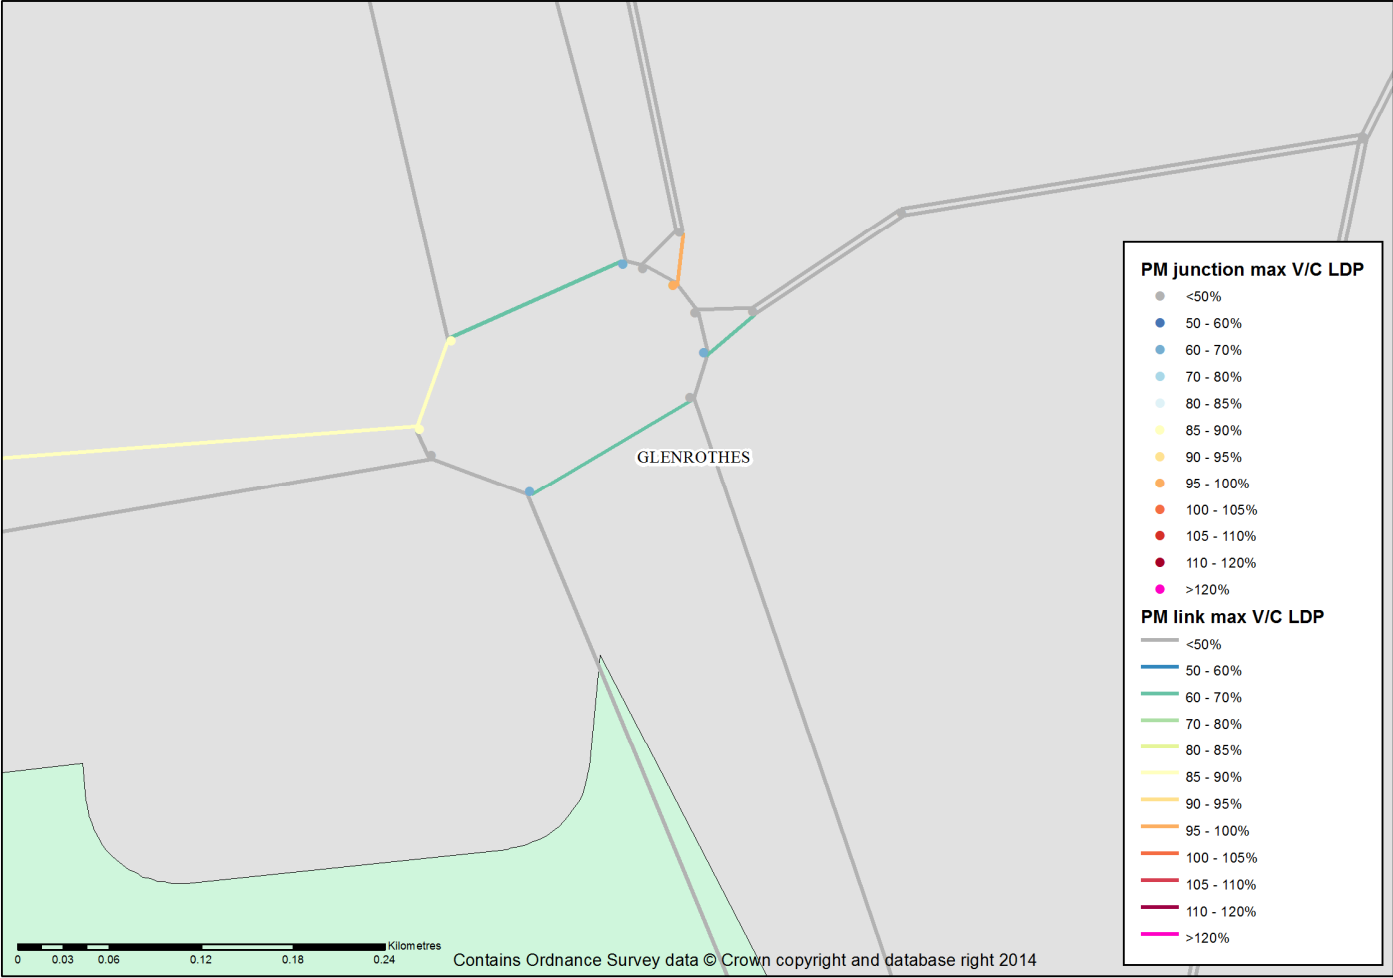 GLENROTHES
PM junction max V/C LDP
<50%
50 - 60%
60 - 70%
70 - 80%
80 - 85%
85 - 90%
90 - 95%
95 - 100%
100 - 105%
105 - 110%
110 - 120%
>120%
PM link max V/C LDP
<50%
50 - 60%
60 - 70%
70 - 80%
80 - 85%
85 - 90%
90 - 95%
95 - 100%
100 - 105%
105 - 110%
110 - 120%
>120%
Kilometres
0 0.03 0.06 0.12 0.18 0.24
Contains Ordnance Survey data © Crown copyright and database right 2014